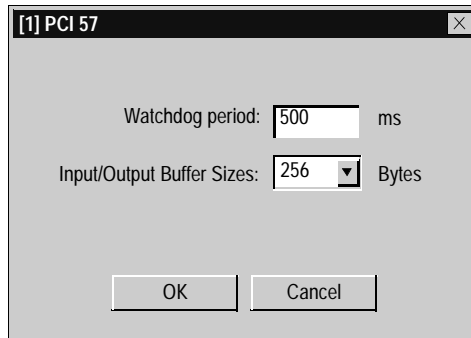 [1] PCI 57
Watchdog period: 500 ms
Input/Output Buffer Sizes: 256 Bytes
OK Cancel